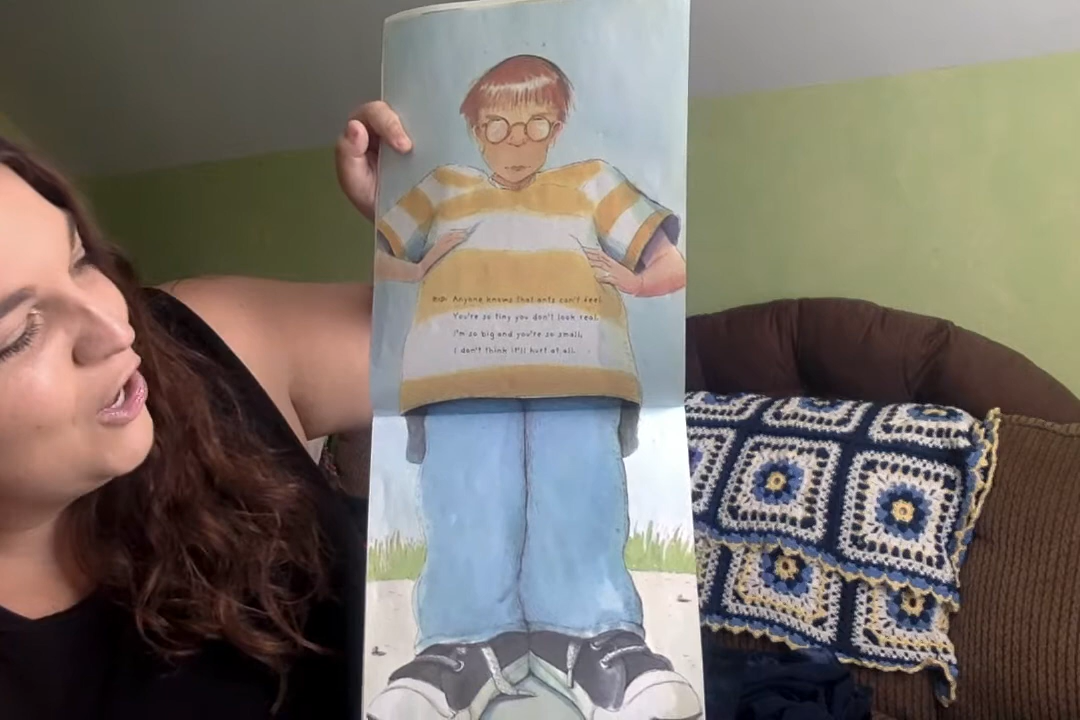 KID: Anyone knows that ants can't feel.
You're so tiny you don't look real.
I'm so big and you're so small,
I don't think it'll hurt at all.